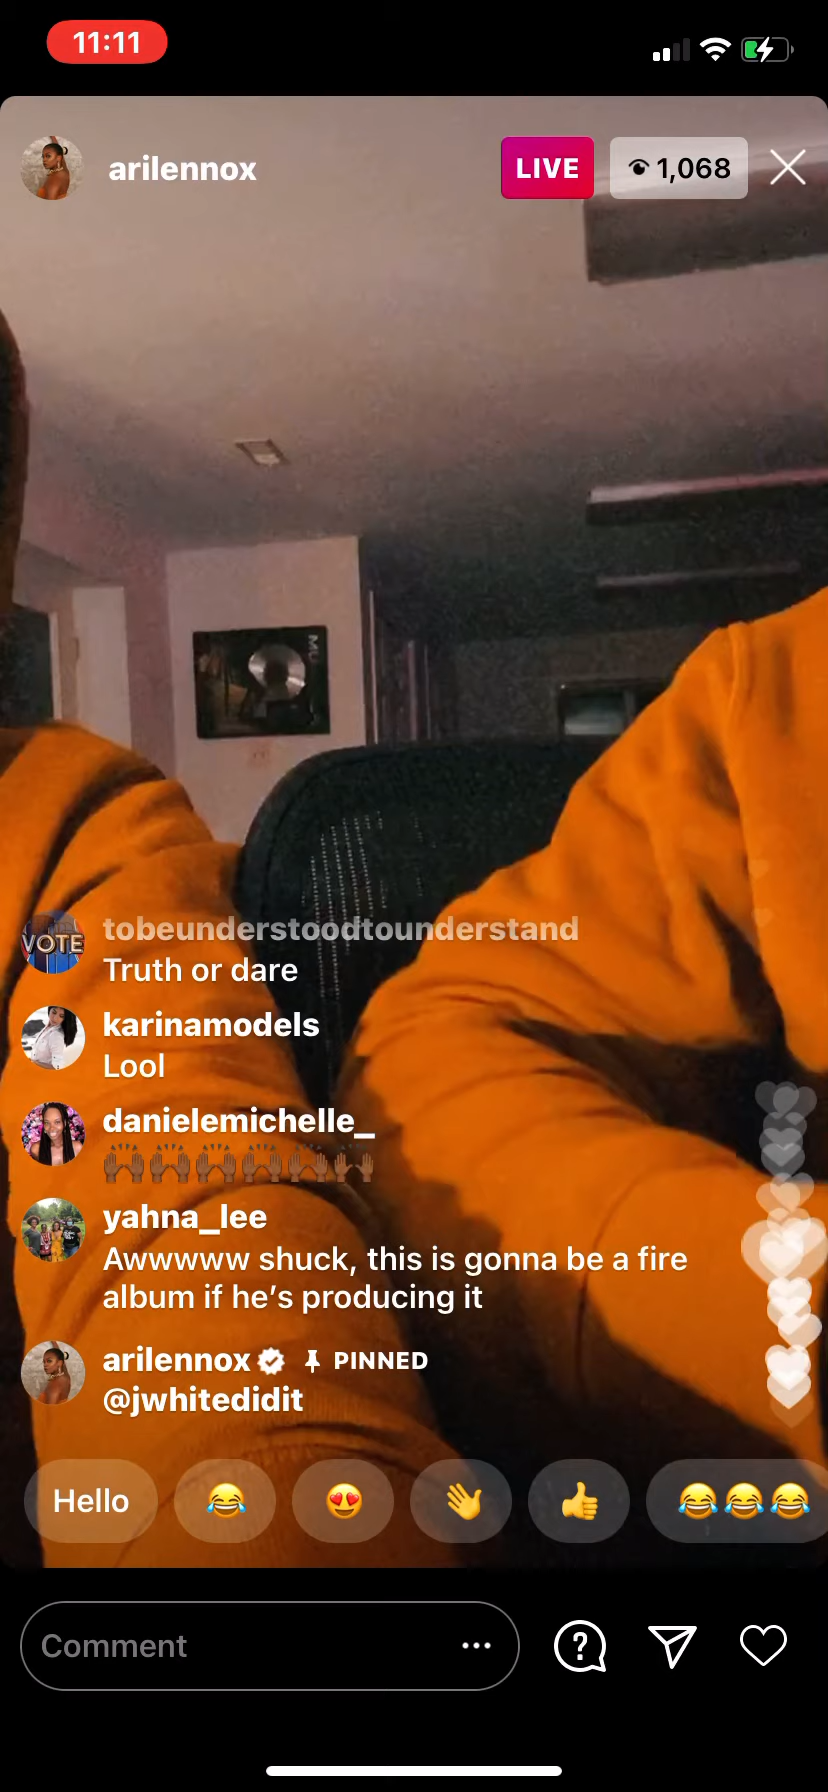 11:11
arilennox
LIVE
1,068
MU
VOTE
tobeunderstoodtounderstand
Truth or dare
karinamodels
Lool
danielemichelle_
🙌🏾🙌🏾🙌🏾🙌🏾🙌🏾🙌🏾
yahna_lee
Awwwww shuck, this is gonna be a fire
album if he's producing it
arilennox PINNED
@jwhitedidit
Hello 😂 😍 👋 👍 😂😂😂
Comment